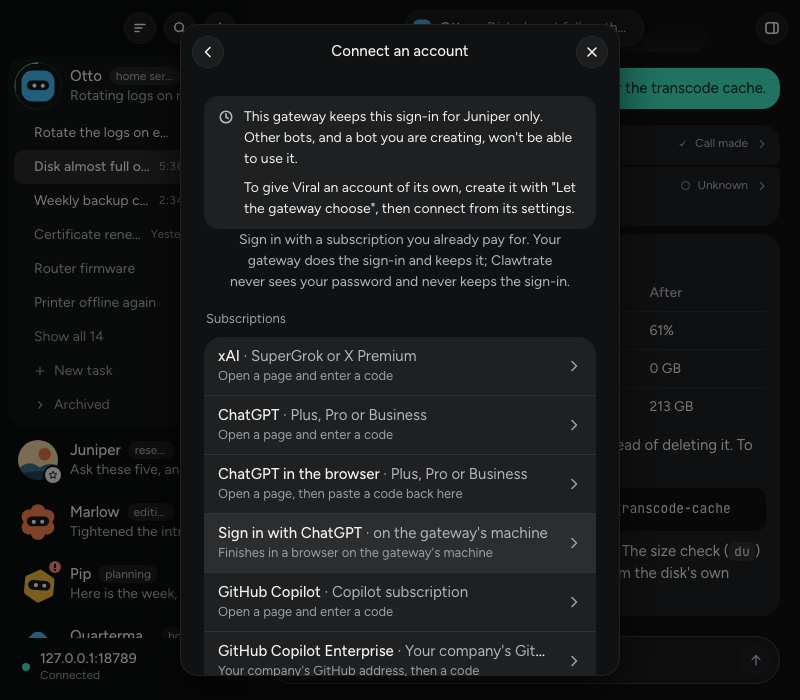 Connect an account
Otto home ser...
Rotating logs on r
Rotate the logs on e...
Disk almost full o... 5:36
Weekly backup c... 2:34
Certificate rene... Yeste
Router firmware
Printer offline again
Show all 14
New task
Archived
Juniper rese...
Ask these five, an
Marlow editi...
Tightened the intr
Pip planning
Here is the week,
Quarterma
127.0.0.1:18789
Connected
This gateway keeps this sign-in for Juniper only.
Other bots, and a bot you are creating, won't be able
to use it.
To give Viral an account of its own, create it with "Let
the gateway choose", then connect from its settings.
Sign in with a subscription you already pay for. Your
gateway does the sign-in and keeps it; Clawtrate
never sees your password and never keeps the sign-in.
Subscriptions
xAI · SuperGrok or X Premium
Open a page and enter a code
ChatGPT · Plus, Pro or Business
Open a page and enter a code
ChatGPT in the browser · Plus, Pro or Business
Open a page, then paste a code back here
Sign in with ChatGPT · on the gateway's machine
Finishes in a browser on the gateway's machine
GitHub Copilot · Copilot subscription
Open a page and enter a code
GitHub Copilot Enterprise · Your company's Git...
Your company's GitHub address, then a code
the transcode cache.
Call made
Unknown
After
61%
0 GB
213 GB
ead of deleting it. To
transcode-cache
The size check ( du )
m the disk's own